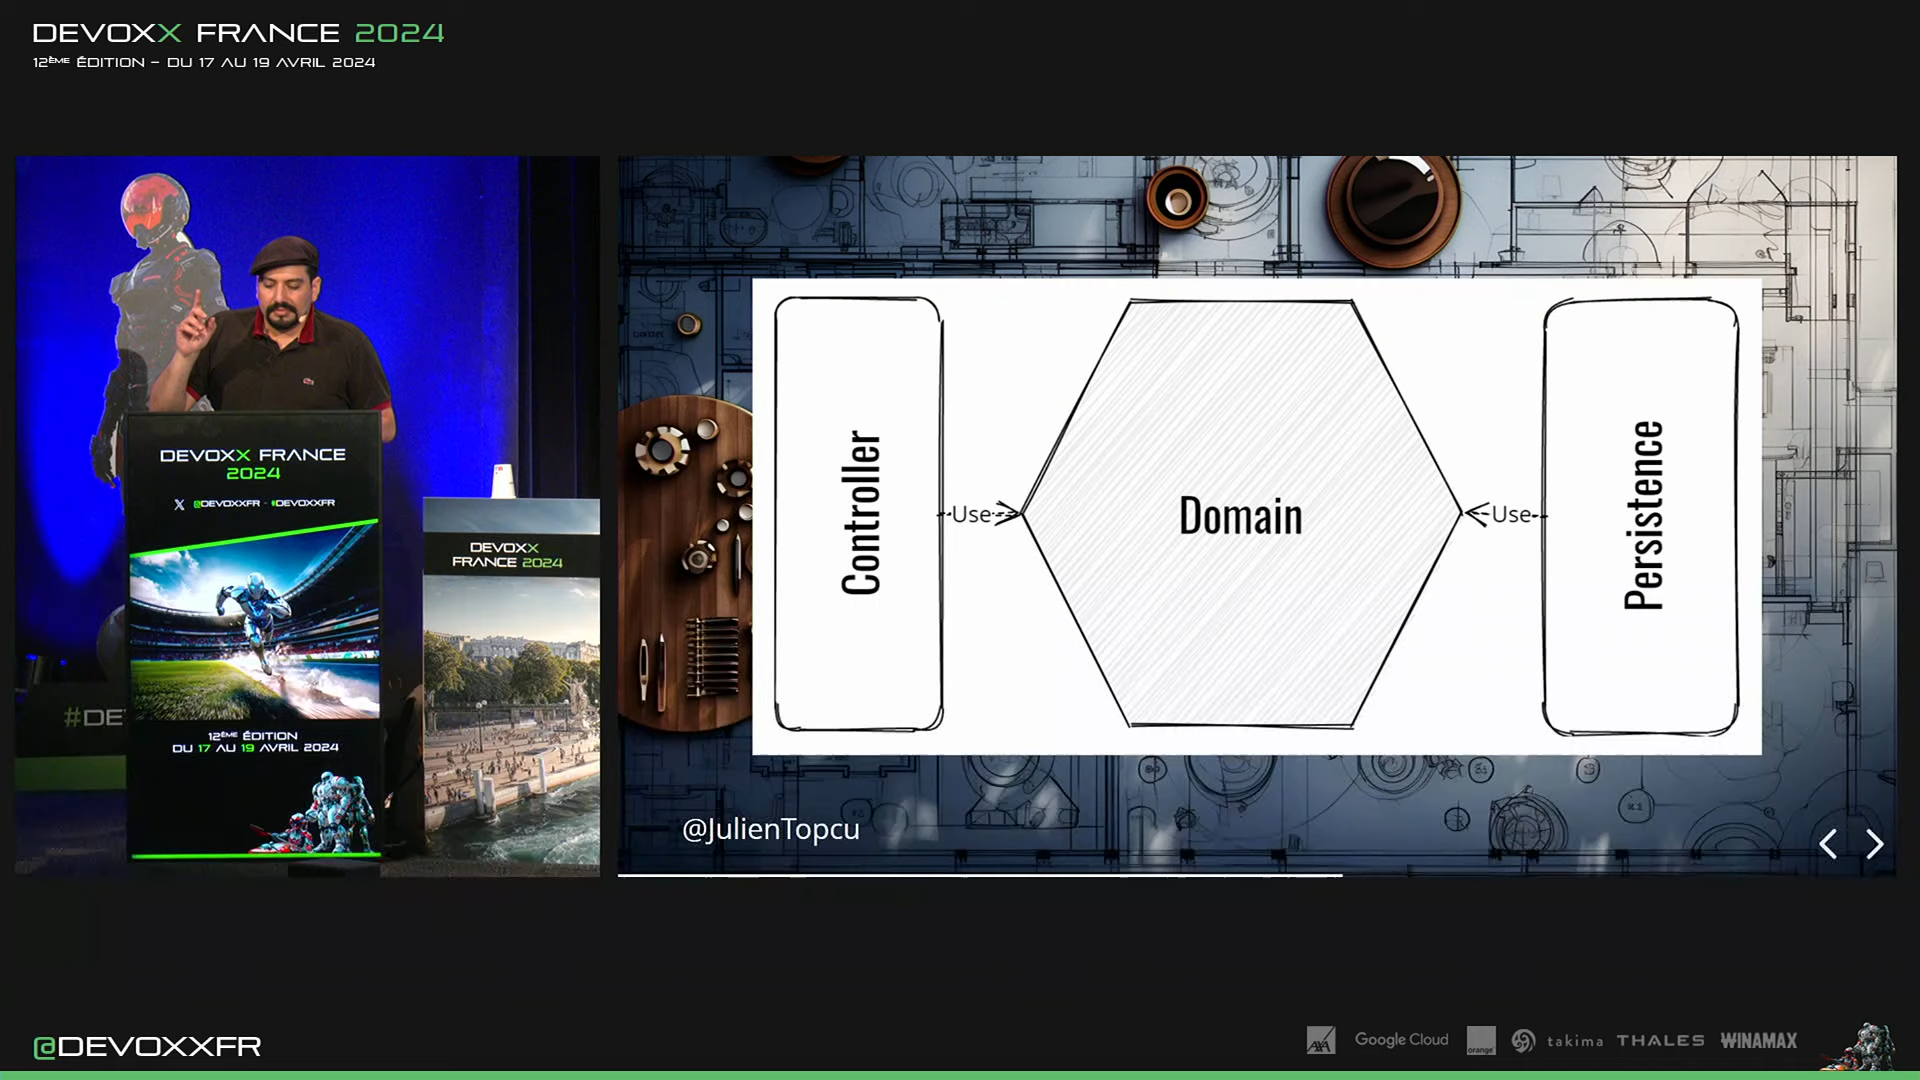 DEVOXX FRANCE 2024
12ÈME ÉDITION - DU 17 AU 19 AVRIL 2024
DEVOXX FRANCE
2024
@DEVOXXFR - #DEVOXXFR
12ÈME ÉDITION
DU 17 AU 19 AVRIL 2024
#DE
DEVOXX
FRANCE 2024
Controller
Use
Domain
Use
Persistence
@JulienTopcu
@DEVOXXFR
AXA
Google Cloud
orange
takima
THALES
WINAMAX